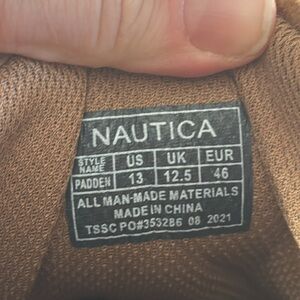 NAUTICA
STYLE NAME US UK EUR
PADDEN 13 12.5 46
ALL MAN-MADE MATERIALS
MADE IN CHINA
TSSC PO#353286 08 2021